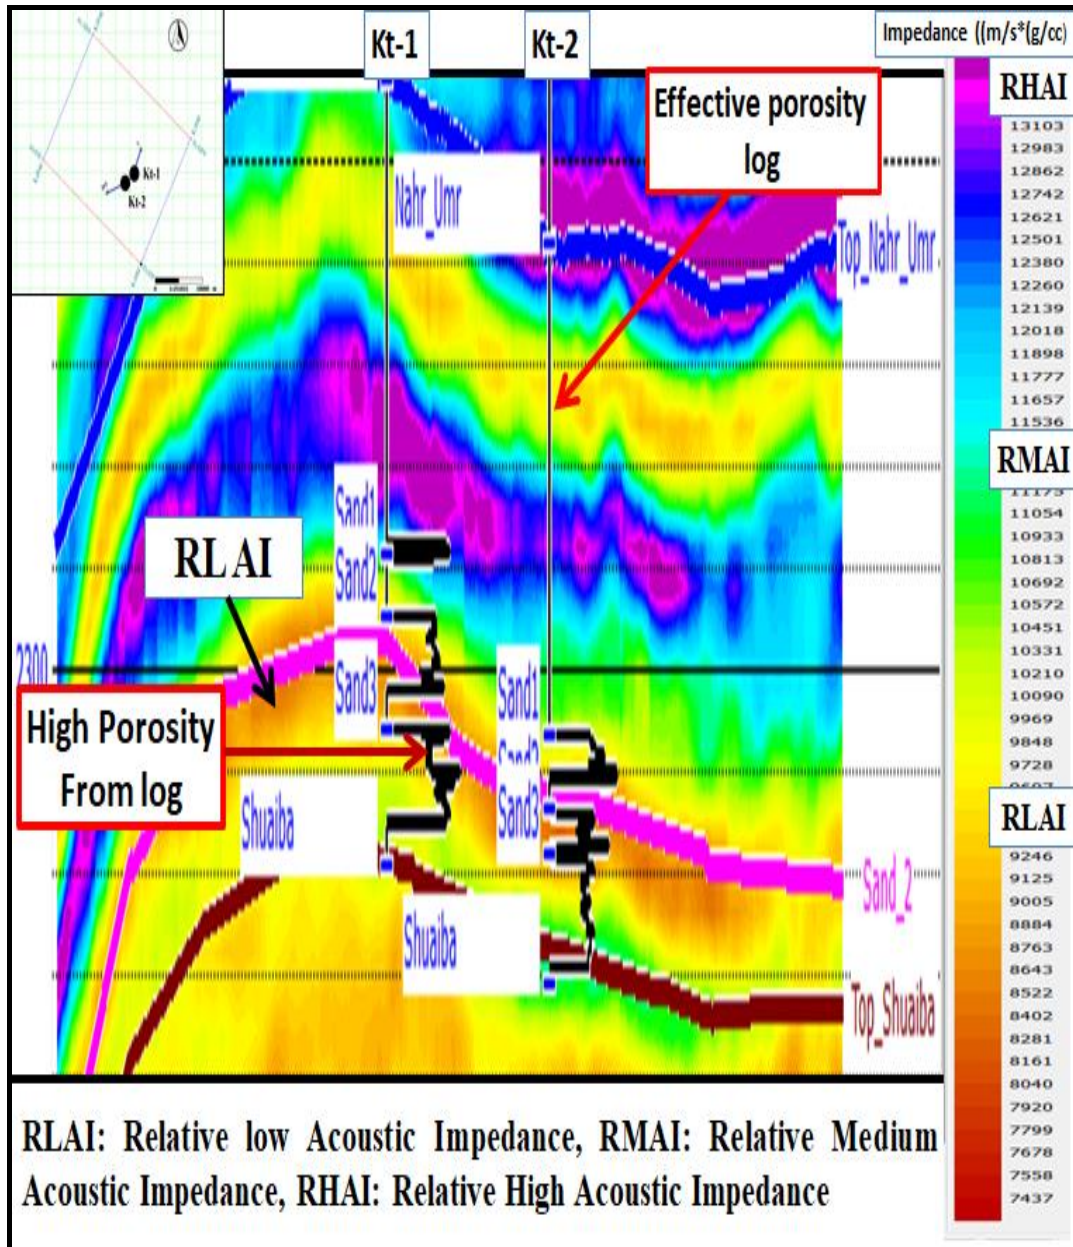 Kt-1
Kt-2
Impedance ((m/s*(g/cc)
Effective porosity
log
Kt-1
Kt-2
Nahr_Umr
Top_Nahr_Umr
Sand1
Sand2
Sand3
RLAI
2300
High Porosity
From log
Shuaiba
Sand1
Sand3
Shuaiba
Sand_2
Top_Shuaiba
RHAI
13103
12983
12862
12742
12621
12501
12380
12260
12139
12018
11898
11777
11657
11536
RMAI
11173
11054
10933
10813
10692
10572
10451
10331
10210
10090
9969
9848
9728
RLAI
9246
9125
9005
8884
8763
8643
8522
8402
8281
8161
8040
7920
7799
7678
7558
7437
RLAI: Relative low Acoustic Impedance, RMAI: Relative Medium
Acoustic Impedance, RHAI: Relative High Acoustic Impedance